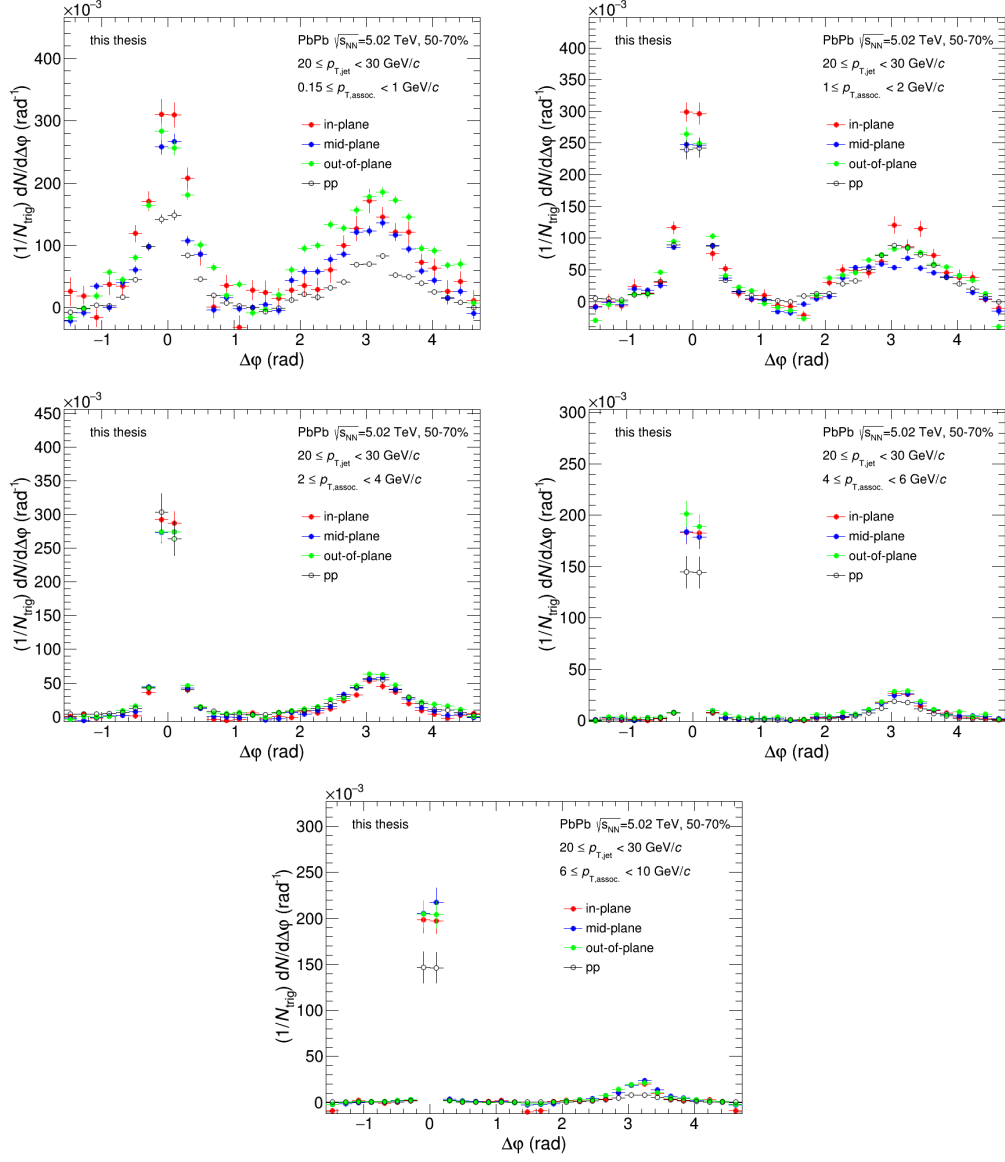 ×10⁻³
this thesis
PbPb √s_NN=5.02 TeV, 50-70%
20 ≤ p_T,jet < 30 GeV/c
0.15 ≤ p_T,assoc. < 1 GeV/c
in-plane
mid-plane
out-of-plane
pp
(1/N_trig) dN/dΔφ (rad⁻¹)
400
300
200
100
0
−1 0 1 2 3 4
Δφ (rad)
×10⁻³
this thesis
PbPb √s_NN=5.02 TeV, 50-70%
20 ≤ p_T,jet < 30 GeV/c
1 ≤ p_T,assoc. < 2 GeV/c
in-plane
mid-plane
out-of-plane
pp
(1/N_trig) dN/dΔφ (rad⁻¹)
400
350
300
250
200
150
100
50
0
−1 0 1 2 3 4
Δφ (rad)
×10⁻³
this thesis
PbPb √s_NN=5.02 TeV, 50-70%
20 ≤ p_T,jet < 30 GeV/c
2 ≤ p_T,assoc. < 4 GeV/c
in-plane
mid-plane
out-of-plane
pp
(1/N_trig) dN/dΔφ (rad⁻¹)
450
400
350
300
250
200
150
100
50
0
−1 0 1 2 3 4
Δφ (rad)
×10⁻³
this thesis
PbPb √s_NN=5.02 TeV, 50-70%
20 ≤ p_T,jet < 30 GeV/c
4 ≤ p_T,assoc. < 6 GeV/c
in-plane
mid-plane
out-of-plane
pp
(1/N_trig) dN/dΔφ (rad⁻¹)
300
250
200
150
100
50
0
−1 0 1 2 3 4
Δφ (rad)
×10⁻³
this thesis
PbPb √s_NN=5.02 TeV, 50-70%
20 ≤ p_T,jet < 30 GeV/c
6 ≤ p_T,assoc. < 10 GeV/c
in-plane
mid-plane
out-of-plane
pp
(1/N_trig) dN/dΔφ (rad⁻¹)
300
250
200
150
100
50
0
−1 0 1 2 3 4
Δφ (rad)